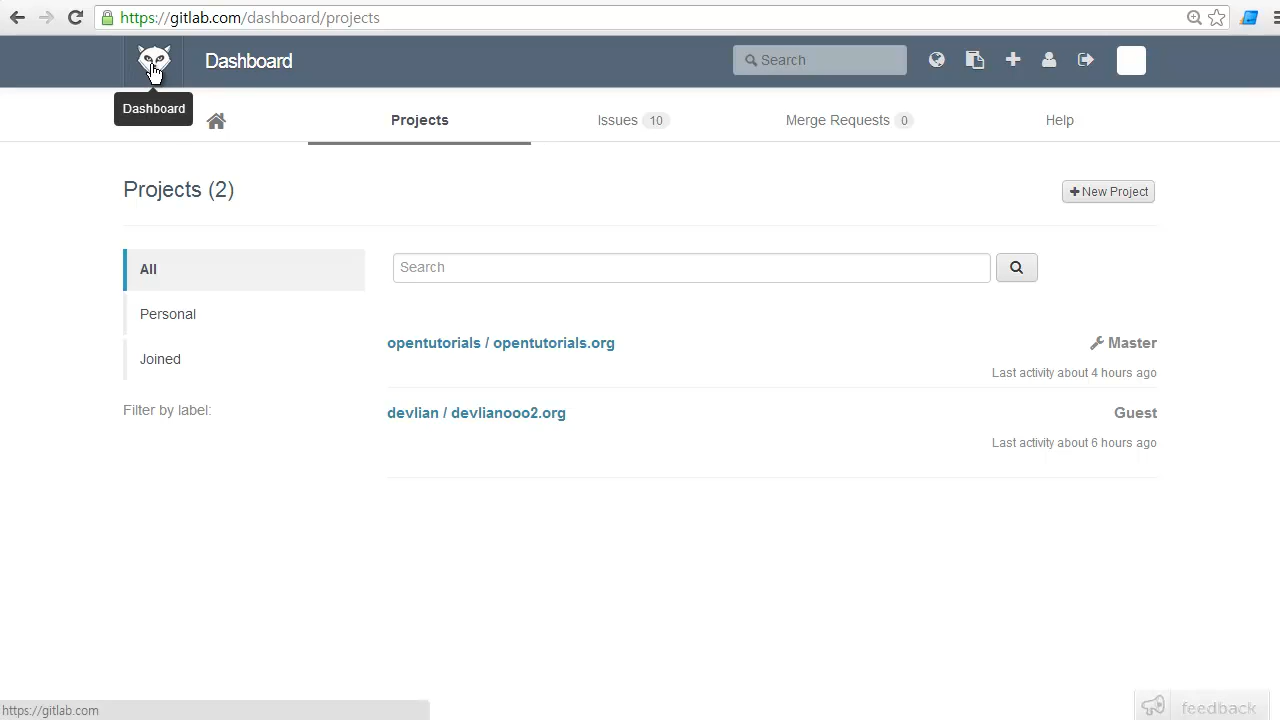 https://gitlab.com/dashboard/projects
Dashboard
Search
Dashboard
Projects
Issues 10
Merge Requests 0
Help
Projects (2)
New Project
All
Personal
Joined
Filter by label:
Search
opentutorials / opentutorials.org
Master
Last activity about 4 hours ago
devlian / devlianooo2.org
Guest
Last activity about 6 hours ago
https://gitlab.com
feedback